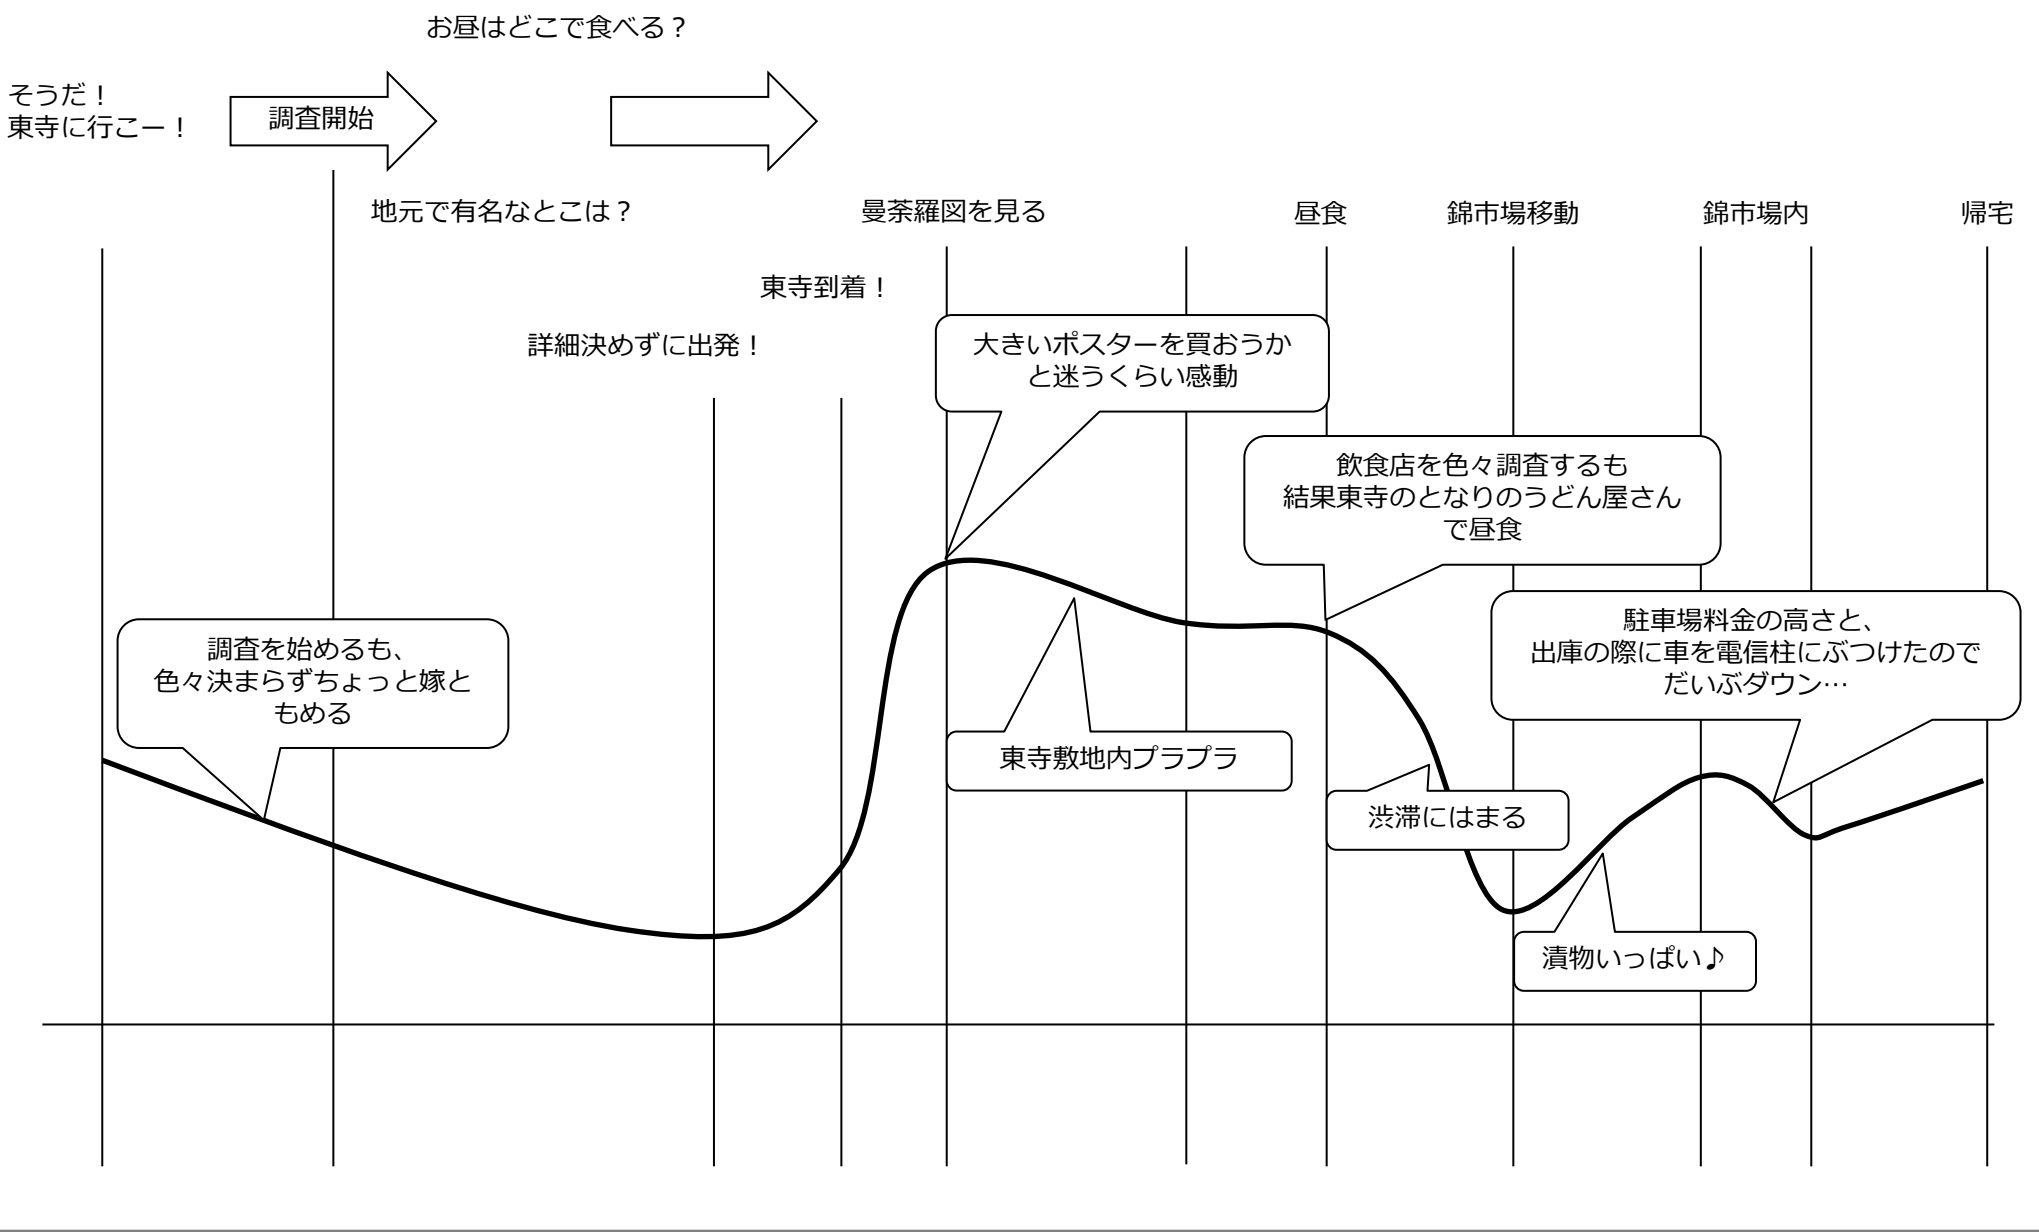 お昼はどこで食べる？
そうだ！
東寺に行こー！
調査開始
地元で有名なとこは？
曼荼羅図を見る
昼食
錦市場移動
錦市場内
帰宅
東寺到着！
詳細決めずに出発！
大きいポスターを買おうか
と迷うくらい感動
飲食店を色々調査するも
結果東寺のとなりのうどん屋さん
で昼食
駐車場料金の高さと、
出庫の際に車を電信柱にぶつけたので
だいぶダウン…
調査を始めるも、
色々決まらずちょっと嫁と
もめる
東寺敷地内プラプラ
渋滞にはまる
漬物いっぱい♪